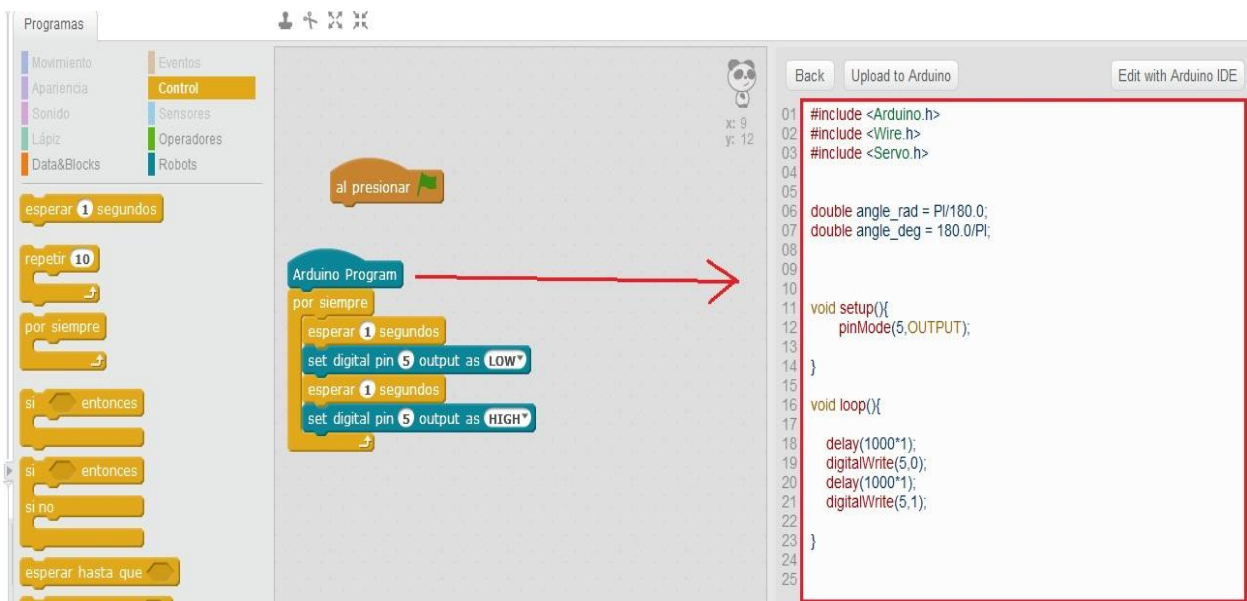 Programas
Movimiento
Eventos
Apariencia
Control
Sonido
Sensores
Lápiz
Operadores
Data&Blocks
Robots
esperar 1 segundos
repetir 10
por siempre
si entonces
si entonces
si no
esperar hasta que
x: 9
y: 12
al presionar
Arduino Program
por siempre
esperar 1 segundos
set digital pin 5 output as LOW
esperar 1 segundos
set digital pin 5 output as HIGH
Back
Upload to Arduino
Edit with Arduino IDE
01 #include <Arduino.h>
02 #include <Wire.h>
03 #include <Servo.h>
04
05
06 double angle_rad = PI/180.0;
07 double angle_deg = 180.0/PI;
08
09
10
11 void setup(){
12 pinMode(5,OUTPUT);
13
14 }
15
16 void loop(){
17
18 delay(1000*1);
19 digitalWrite(5,0);
20 delay(1000*1);
21 digitalWrite(5,1);
22
23 }
24
25